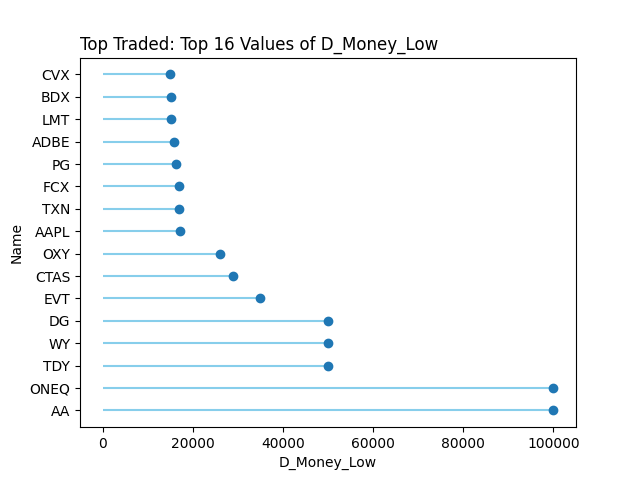 Top Traded: Top 16 Values of D_Money_Low
CVX
BDX
LMT
ADBE
PG
FCX
TXN
AAPL
OXY
CTAS
EVT
DG
WY
TDY
ONEQ
AA
Name
0 20000 40000 60000 80000 100000
D_Money_Low